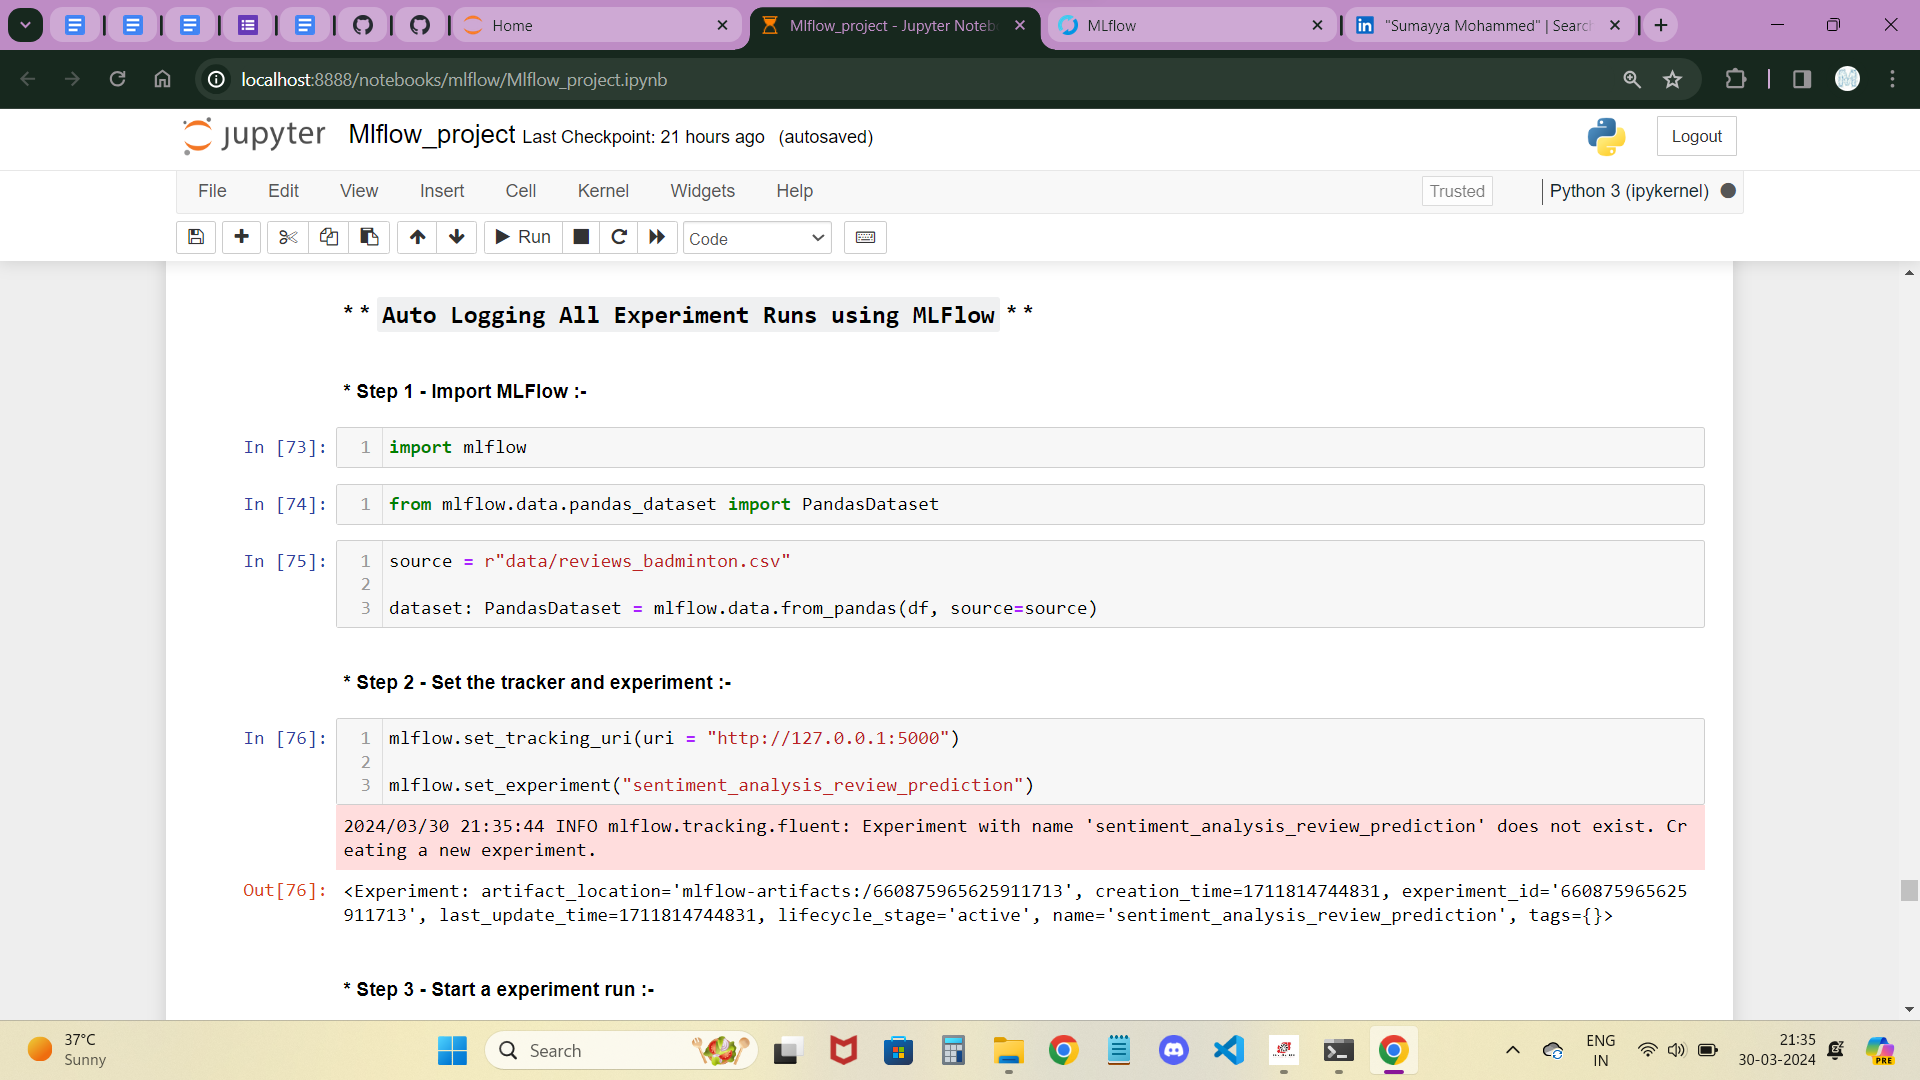 Home
Mlflow_project - Jupyter Noteb
MLflow
"Sumayya Mohammed" | Searc
localhost:8888/notebooks/mlflow/Mlflow_project.ipynb
jupyter Mlflow_project Last Checkpoint: 21 hours ago (autosaved)
Logout
File Edit View Insert Cell Kernel Widgets Help
Trusted
Python 3 (ipykernel)
Run
Code
** Auto Logging All Experiment Runs using MLFlow **
* Step 1 - Import MLFlow :-
In [73]: 1 import mlflow
In [74]: 1 from mlflow.data.pandas_dataset import PandasDataset
In [75]: 1 source = r"data/reviews_badminton.csv"
2
3 dataset: PandasDataset = mlflow.data.from_pandas(df, source=source)
* Step 2 - Set the tracker and experiment :-
In [76]: 1 mlflow.set_tracking_uri(uri = "http://127.0.0.1:5000")
2
3 mlflow.set_experiment("sentiment_analysis_review_prediction")
2024/03/30 21:35:44 INFO mlflow.tracking.fluent: Experiment with name 'sentiment_analysis_review_prediction' does not exist. Cr
eating a new experiment.
Out[76]: <Experiment: artifact_location='mlflow-artifacts:/660875965625911713', creation_time=1711814744831, experiment_id='660875965625
911713', last_update_time=1711814744831, lifecycle_stage='active', name='sentiment_analysis_review_prediction', tags={}>
* Step 3 - Start a experiment run :-
37°C
Sunny
Search
PRE
ENG
IN
21:35
30-03-2024
PRE